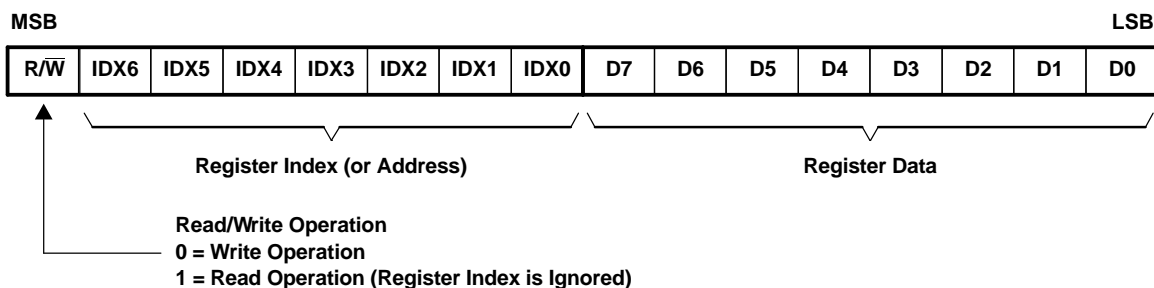 MSB LSB
R/W̅ IDX6 IDX5 IDX4 IDX3 IDX2 IDX1 IDX0 D7 D6 D5 D4 D3 D2 D1 D0
Register Index (or Address) Register Data
Read/Write Operation
0 = Write Operation
1 = Read Operation (Register Index is Ignored)